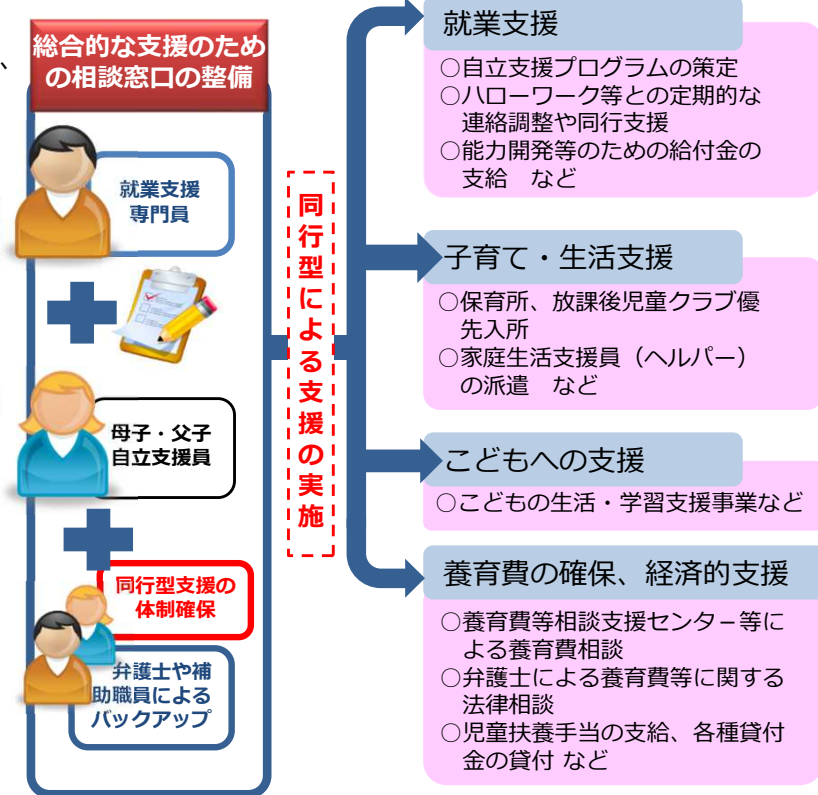 、
総合的な支援のため
の相談窓口の整備
就業支援
専門員
母子・父子
自立支援員
同行型支援の
体制確保
弁護士や補
助職員による
バックアップ
同行型による支援の実施
就業支援
○自立支援プログラムの策定
○ハローワーク等との定期的な
連絡調整や同行支援
○能力開発等のための給付金の
支給　など
子育て・生活支援
○保育所、放課後児童クラブ優
先入所
○家庭生活支援員（ヘルパー）
の派遣　など
こどもへの支援
○こどもの生活・学習支援事業など
養育費の確保、経済的支援
○養育費等相談支援センター等に
よる養育費相談
○弁護士による養育費等に関する
法律相談
○児童扶養手当の支給、各種貸付
金の貸付 など